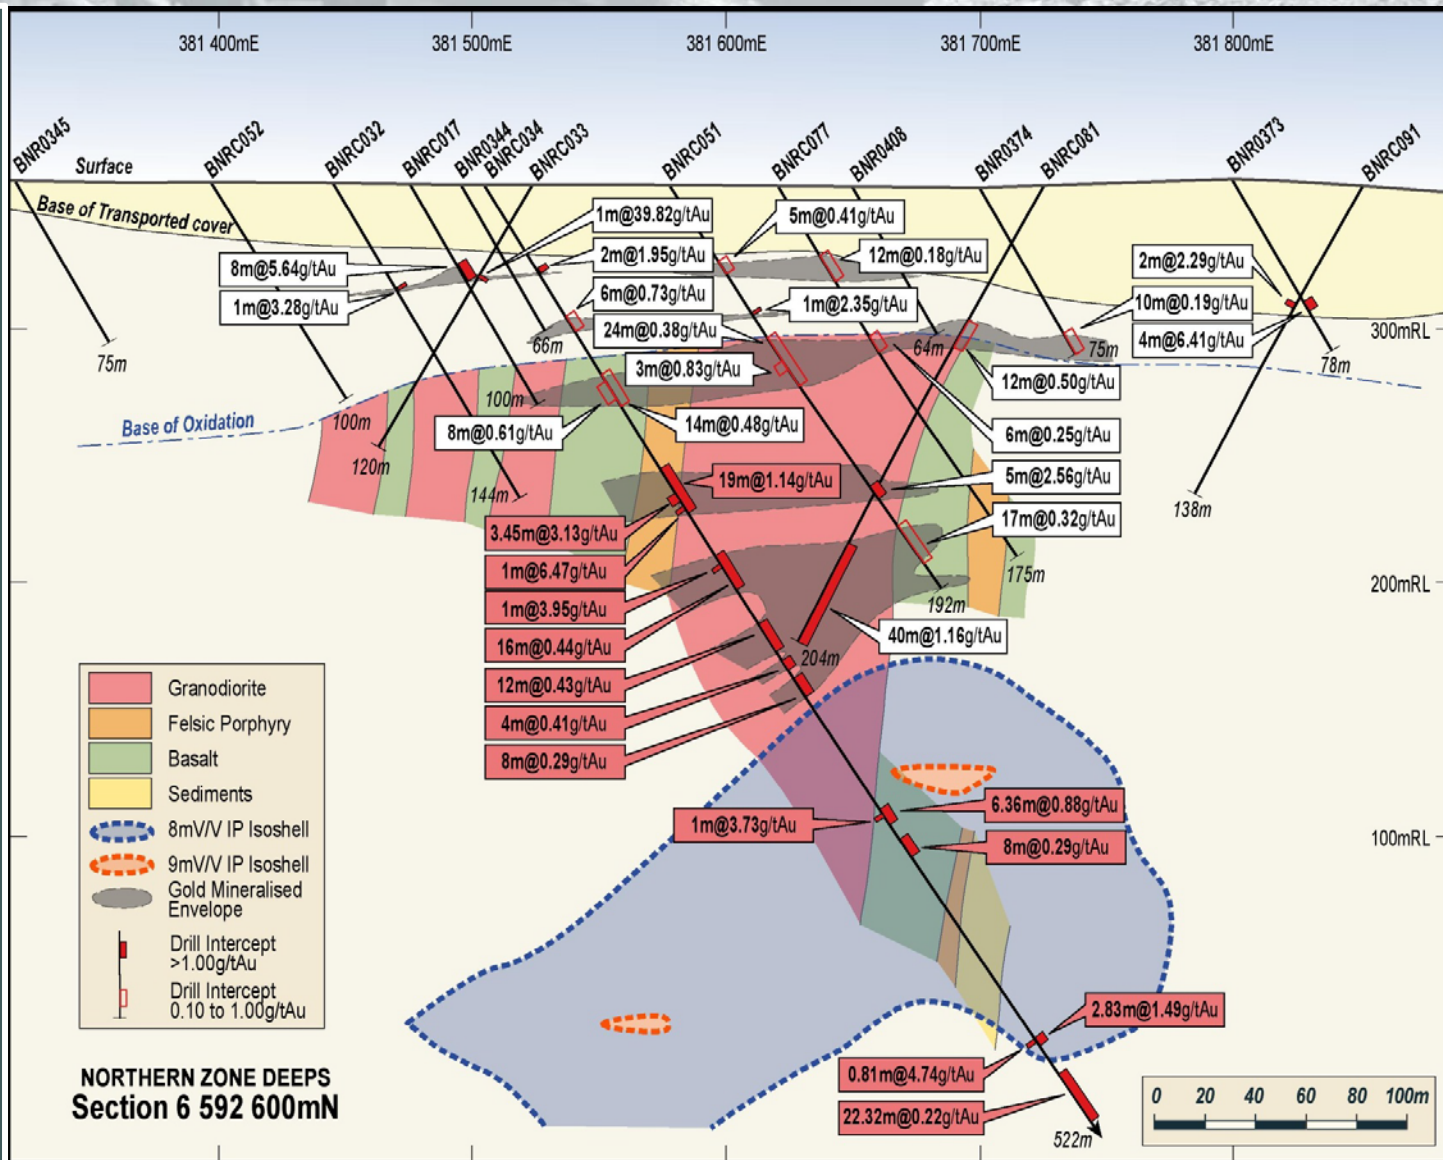 381 400mE
381 500mE
381 600mE
381 700mE
381 800mE
BNR0345
BNRC052
BNRC032
BNRC017
BNR0344
BNRC034
BNRC033
BNRC051
BNRC077
BNR0408
BNR0374
BNRC081
BNR0373
BNRC091
Surface
Base of Transported cover
1m@39.82g/tAu
5m@0.41g/tAu
2m@1.95g/tAu
12m@0.18g/tAu
8m@5.64g/tAu
2m@2.29g/tAu
1m@3.28g/tAu
6m@0.73g/tAu
1m@2.35g/tAu
10m@0.19g/tAu
24m@0.38g/tAu
4m@6.41g/tAu
300mRL
66m
64m
75m
75m
78m
3m@0.83g/tAu
12m@0.50g/tAu
100m
100m
Base of Oxidation
8m@0.61g/tAu
14m@0.48g/tAu
6m@0.25g/tAu
120m
19m@1.14g/tAu
5m@2.56g/tAu
144m
138m
17m@0.32g/tAu
3.45m@3.13g/tAu
1m@6.47g/tAu
175m
200mRL
1m@3.95g/tAu
192m
16m@0.44g/tAu
40m@1.16g/tAu
204m
12m@0.43g/tAu
4m@0.41g/tAu
8m@0.29g/tAu
6.36m@0.88g/tAu
1m@3.73g/tAu
8m@0.29g/tAu
100mRL
Granodiorite
Felsic Porphyry
Basalt
Sediments
8mV/V IP Isoshell
9mV/V IP Isoshell
Gold Mineralised
Envelope
Drill Intercept
>1.00g/tAu
Drill Intercept
0.10 to 1.00g/tAu
2.83m@1.49g/tAu
0.81m@4.74g/tAu
22.32m@0.22g/tAu
522m
NORTHERN ZONE DEEPS
Section 6 592 600mN
0 20 40 60 80 100m